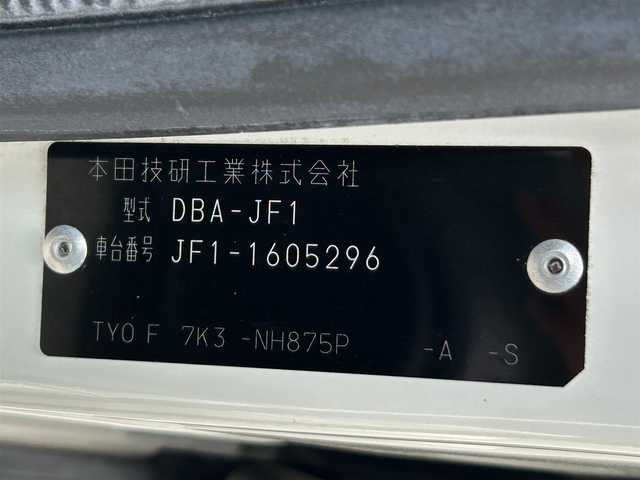 本田技研工業株式会社
型式 DBA-JF1
車台番号 JF1-1605296
TYO F 7K3 -NH875P -A -S